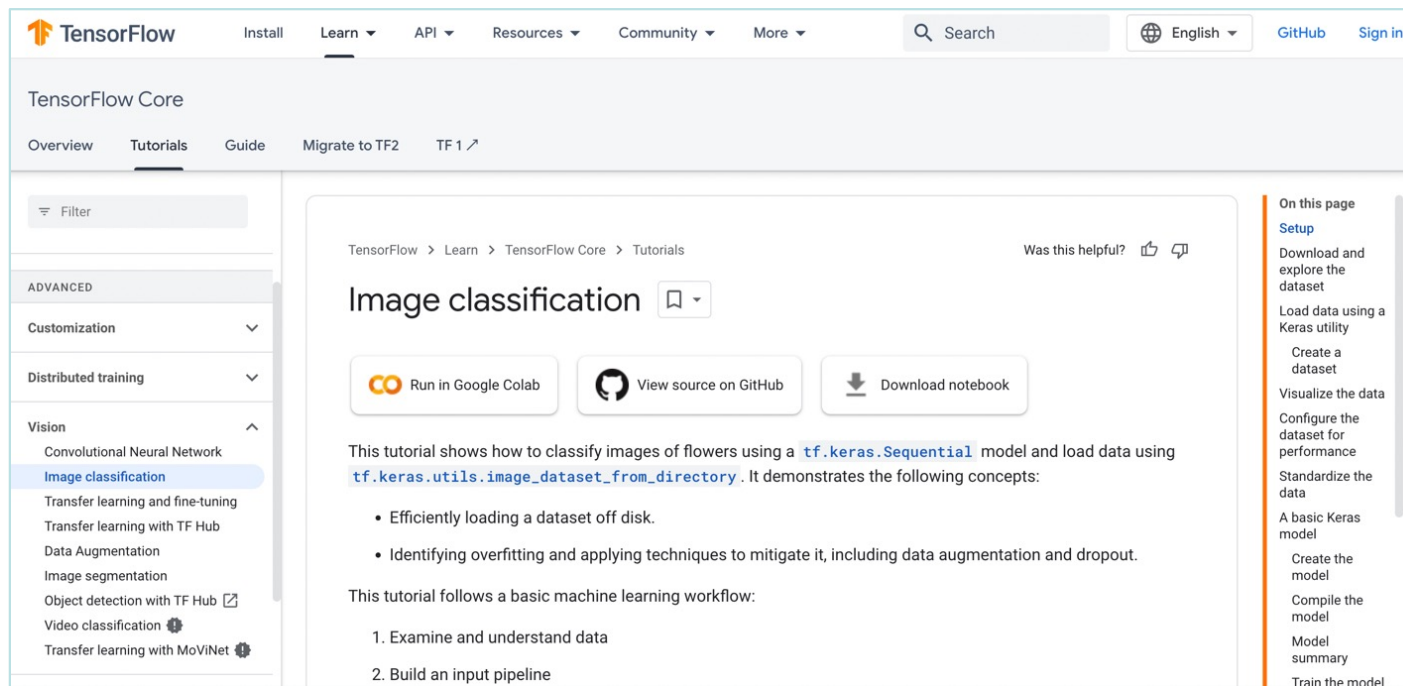 TensorFlow
Install
Learn
API
Resources
Community
More
Search
English
GitHub
Sign in
TensorFlow Core
Overview
Tutorials
Guide
Migrate to TF2
TF 1 ↗
Filter
ADVANCED
Customization
Distributed training
Vision
Convolutional Neural Network
Image classification
Transfer learning and fine-tuning
Transfer learning with TF Hub
Data Augmentation
Image segmentation
Object detection with TF Hub
Video classification
Transfer learning with MoViNet
TensorFlow > Learn > TensorFlow Core > Tutorials
Was this helpful?
Image classification
Run in Google Colab
View source on GitHub
Download notebook
This tutorial shows how to classify images of flowers using a tf.keras.Sequential model and load data using
tf.keras.utils.image_dataset_from_directory. It demonstrates the following concepts:
• Efficiently loading a dataset off disk.
• Identifying overfitting and applying techniques to mitigate it, including data augmentation and dropout.
This tutorial follows a basic machine learning workflow:
1. Examine and understand data
2. Build an input pipeline
On this page
Setup
Download and
explore the
dataset
Load data using a
Keras utility
Create a
dataset
Visualize the data
Configure the
dataset for
performance
Standardize the
data
A basic Keras
model
Create the
model
Compile the
model
Model
summary
Train the model